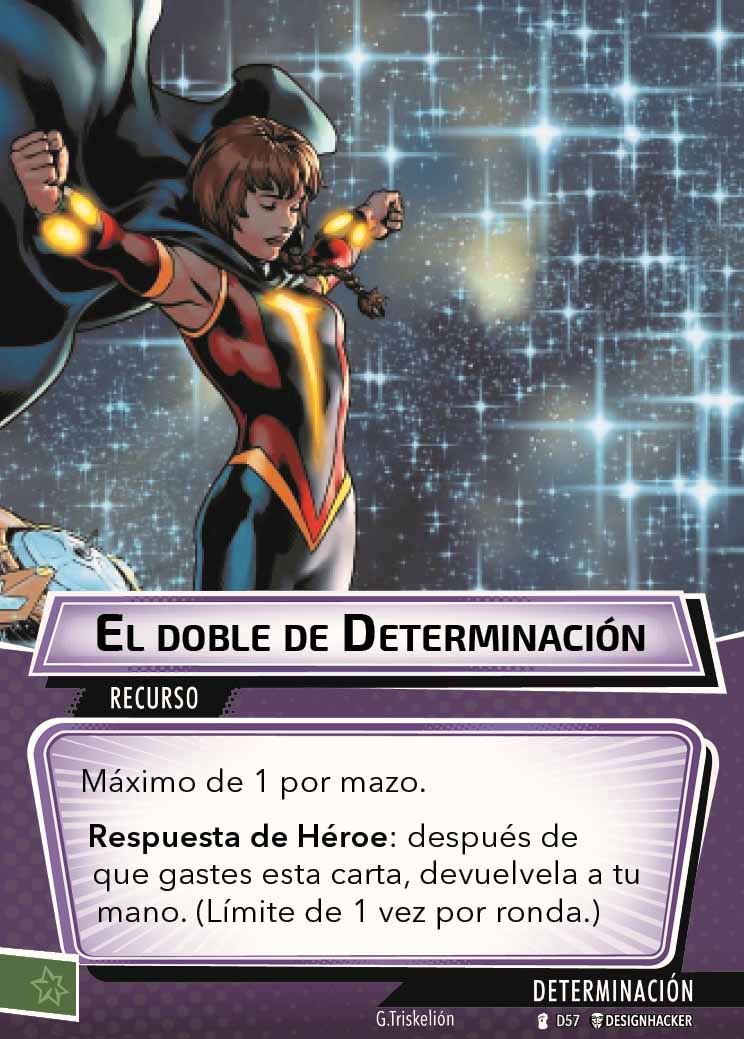 El doble de Determinación
RECURSO
Máximo de 1 por mazo.
Respuesta de Héroe: después de
que gastes esta carta, devuelvela a tu
mano. (Límite de 1 vez por ronda.)
DETERMINACIÓN
G.Triskelión
D57 DESIGNHACKER